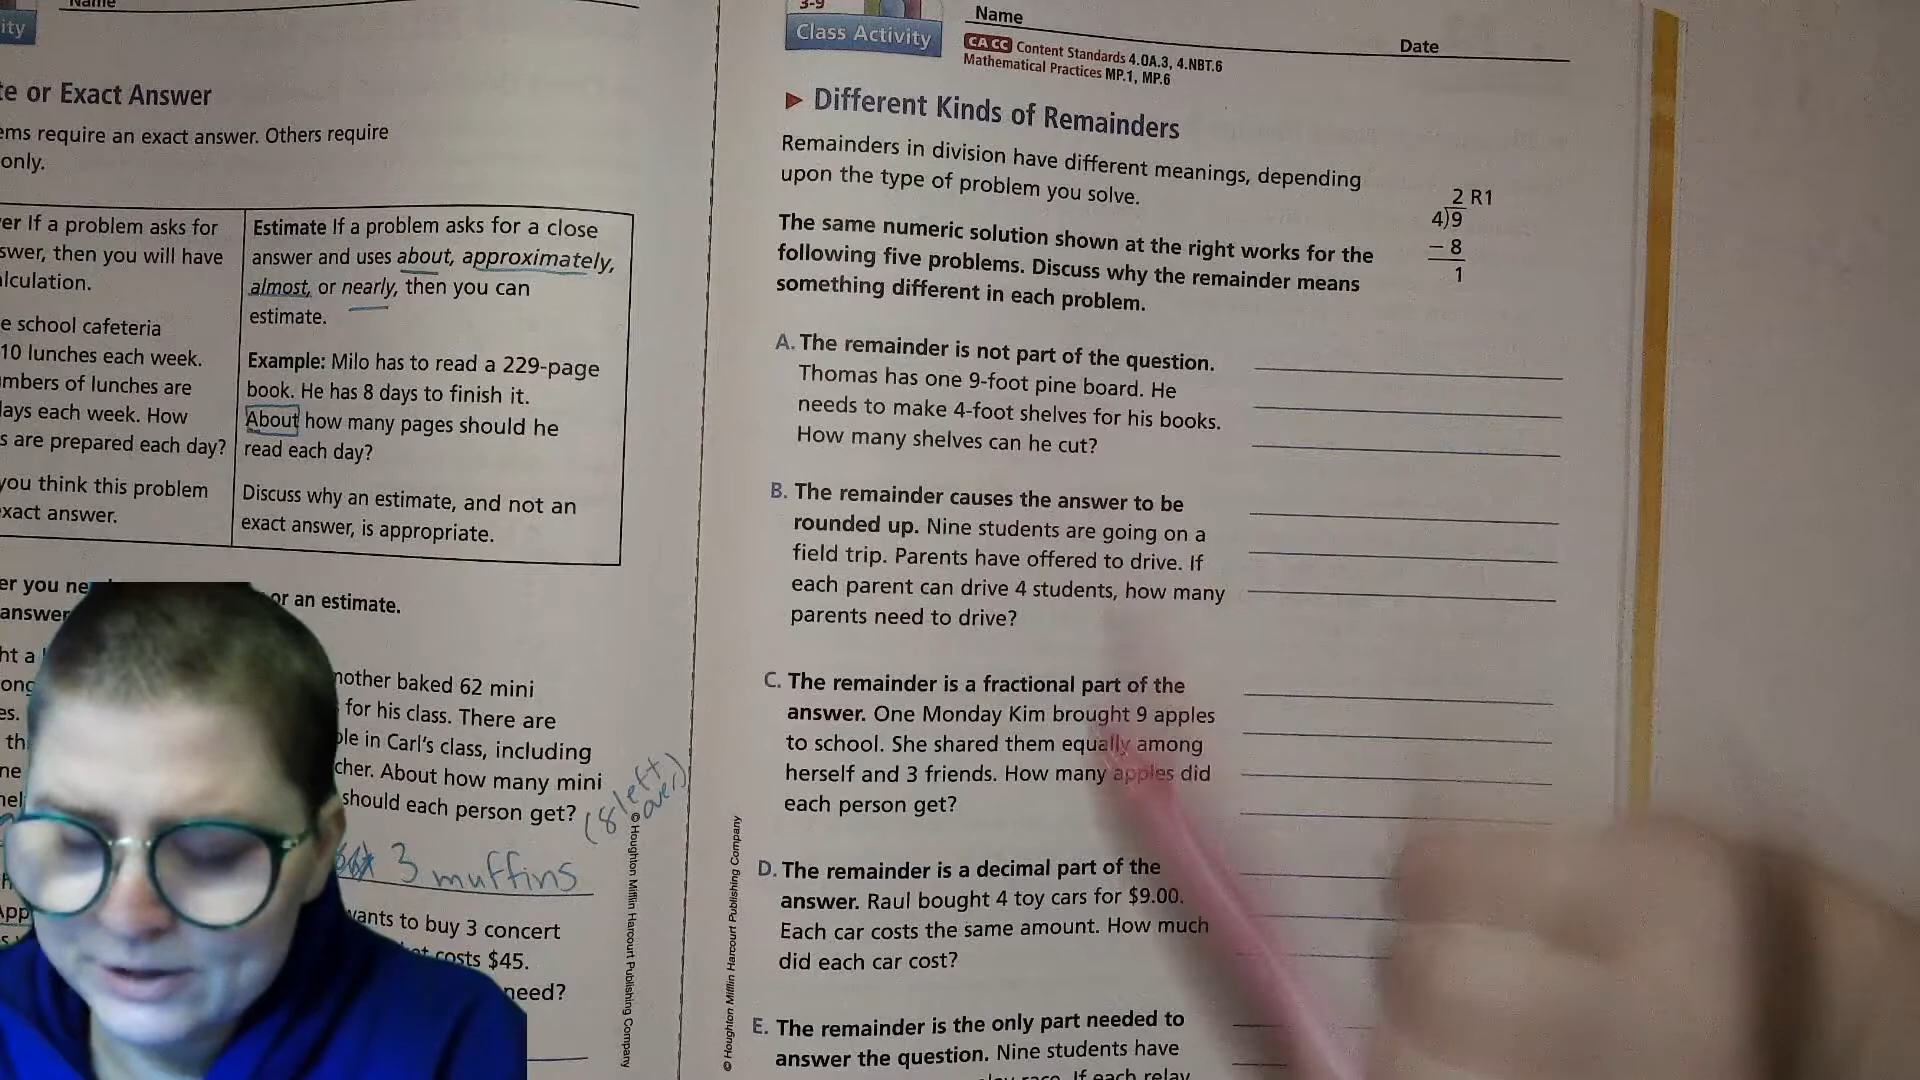 Name
ity
te or Exact Answer
ems require an exact answer. Others require
only.
er If a problem asks for
swer, then you will have
lculation.
e school cafeteria
10 lunches each week.
mbers of lunches are
days each week. How
s are prepared each day?
you think this problem
exact answer.
Estimate If a problem asks for a close
answer and uses about, approximately,
almost, or nearly, then you can
estimate.
Example: Milo has to read a 229-page
book. He has 8 days to finish it.
About how many pages should he
read each day?
Discuss why an estimate, and not an
exact answer, is appropriate.
er you ne
or an estimate.
answer
ht a
mother baked 62 mini
for his class. There are
ple in Carl's class, including
cher. About how many mini
should each person get?
(8 left over)
3 muffins
wants to buy 3 concert
costs $45.
need?
© Houghton Mifflin Harcourt Publishing Company
© Houghton Mifflin Harcourt Publishing Company
3-9
Class Activity
Name
Date
CA CC Content Standards 4.OA.3, 4.NBT.6
Mathematical Practices MP.1, MP.6
► Different Kinds of Remainders
Remainders in division have different meanings, depending
upon the type of problem you solve.
The same numeric solution shown at the right works for the
following five problems. Discuss why the remainder means
something different in each problem.
2 R1
4)9
− 8
1
A. The remainder is not part of the question.
Thomas has one 9-foot pine board. He
needs to make 4-foot shelves for his books.
How many shelves can he cut?
B. The remainder causes the answer to be
rounded up. Nine students are going on a
field trip. Parents have offered to drive. If
each parent can drive 4 students, how many
parents need to drive?
C. The remainder is a fractional part of the
answer. One Monday Kim brought 9 apples
to school. She shared them equally among
herself and 3 friends. How many apples did
each person get?
D. The remainder is a decimal part of the
answer. Raul bought 4 toy cars for $9.00.
Each car costs the same amount. How much
did each car cost?
E. The remainder is the only part needed to
answer the question. Nine students have
If each relay